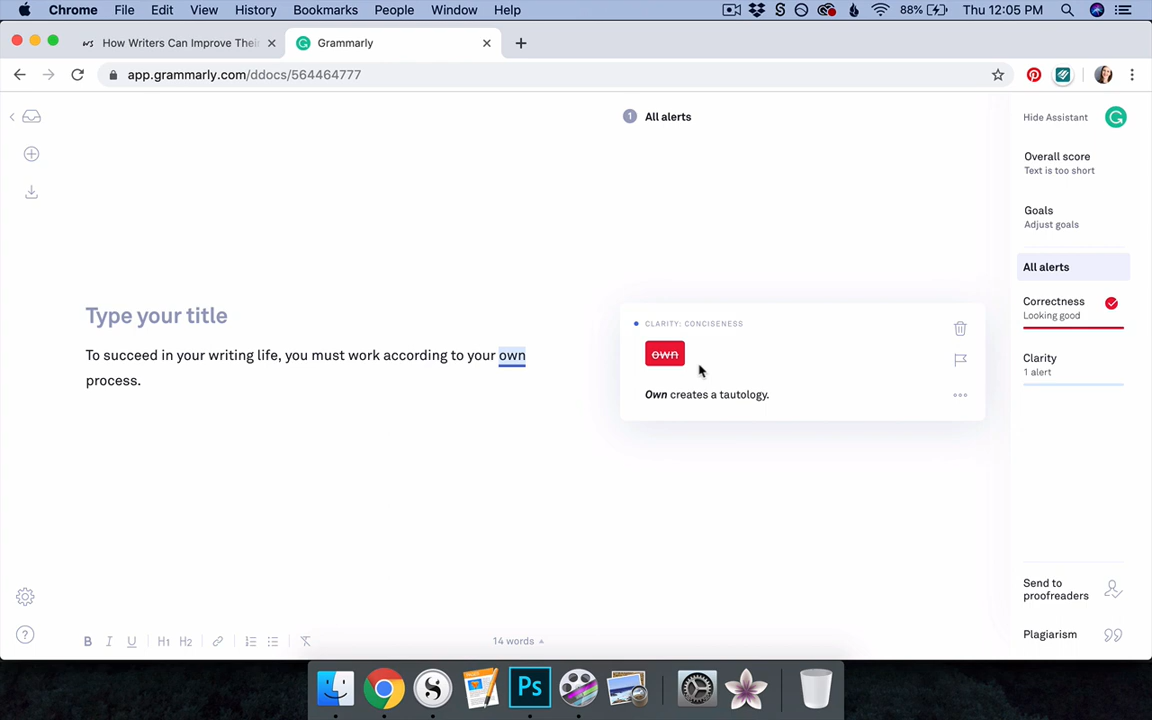 Chrome File Edit View History Bookmarks People Window Help 88% Thu 12:05 PM
How Writers Can Improve Their
Grammarly
app.grammarly.com/ddocs/564464777
1 All alerts
Hide Assistant
Overall score
Text is too short
Goals
Adjust goals
All alerts
Correctness
Looking good
Clarity
1 alert
Type your title
To succeed in your writing life, you must work according to your own
process.
CLARITY: CONCISENESS
own
Own creates a tautology.
Send to
proofreaders
Plagiarism
B I U H1 H2 14 words
Ps